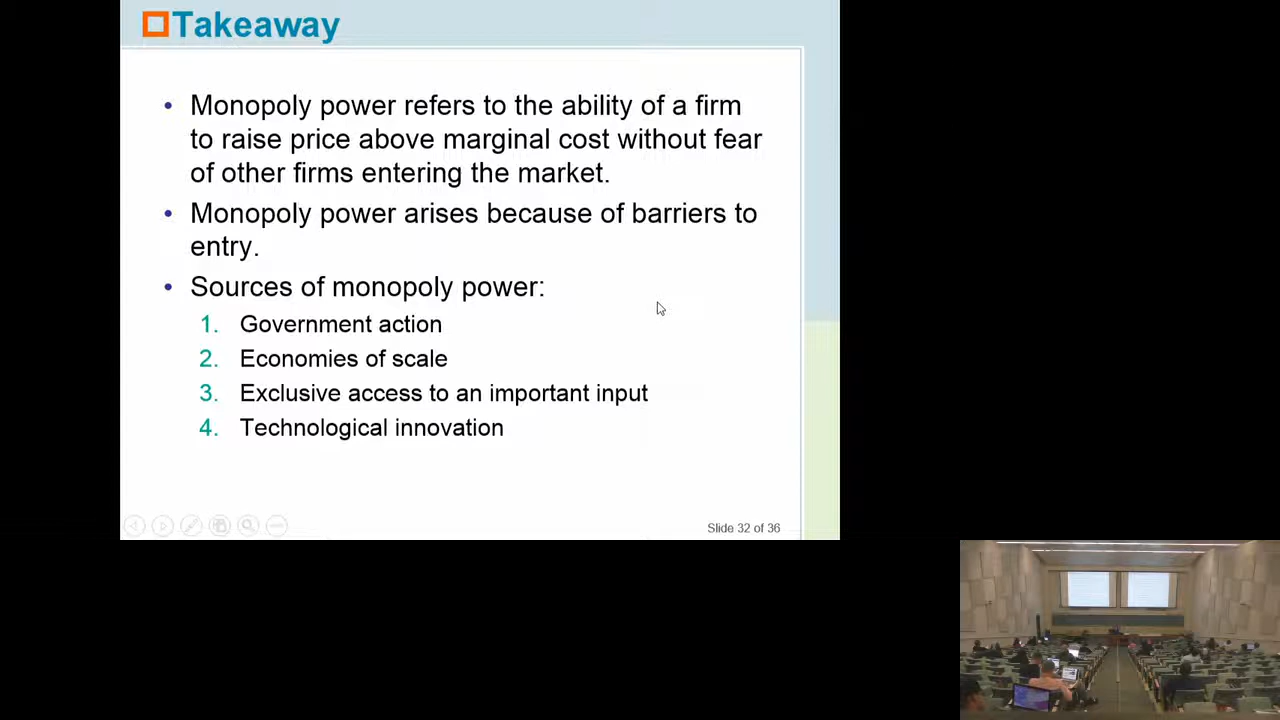 Takeaway
• Monopoly power refers to the ability of a firm
to raise price above marginal cost without fear
of other firms entering the market.
• Monopoly power arises because of barriers to
entry.
• Sources of monopoly power:
1. Government action
2. Economies of scale
3. Exclusive access to an important input
4. Technological innovation
Slide 32 of 36